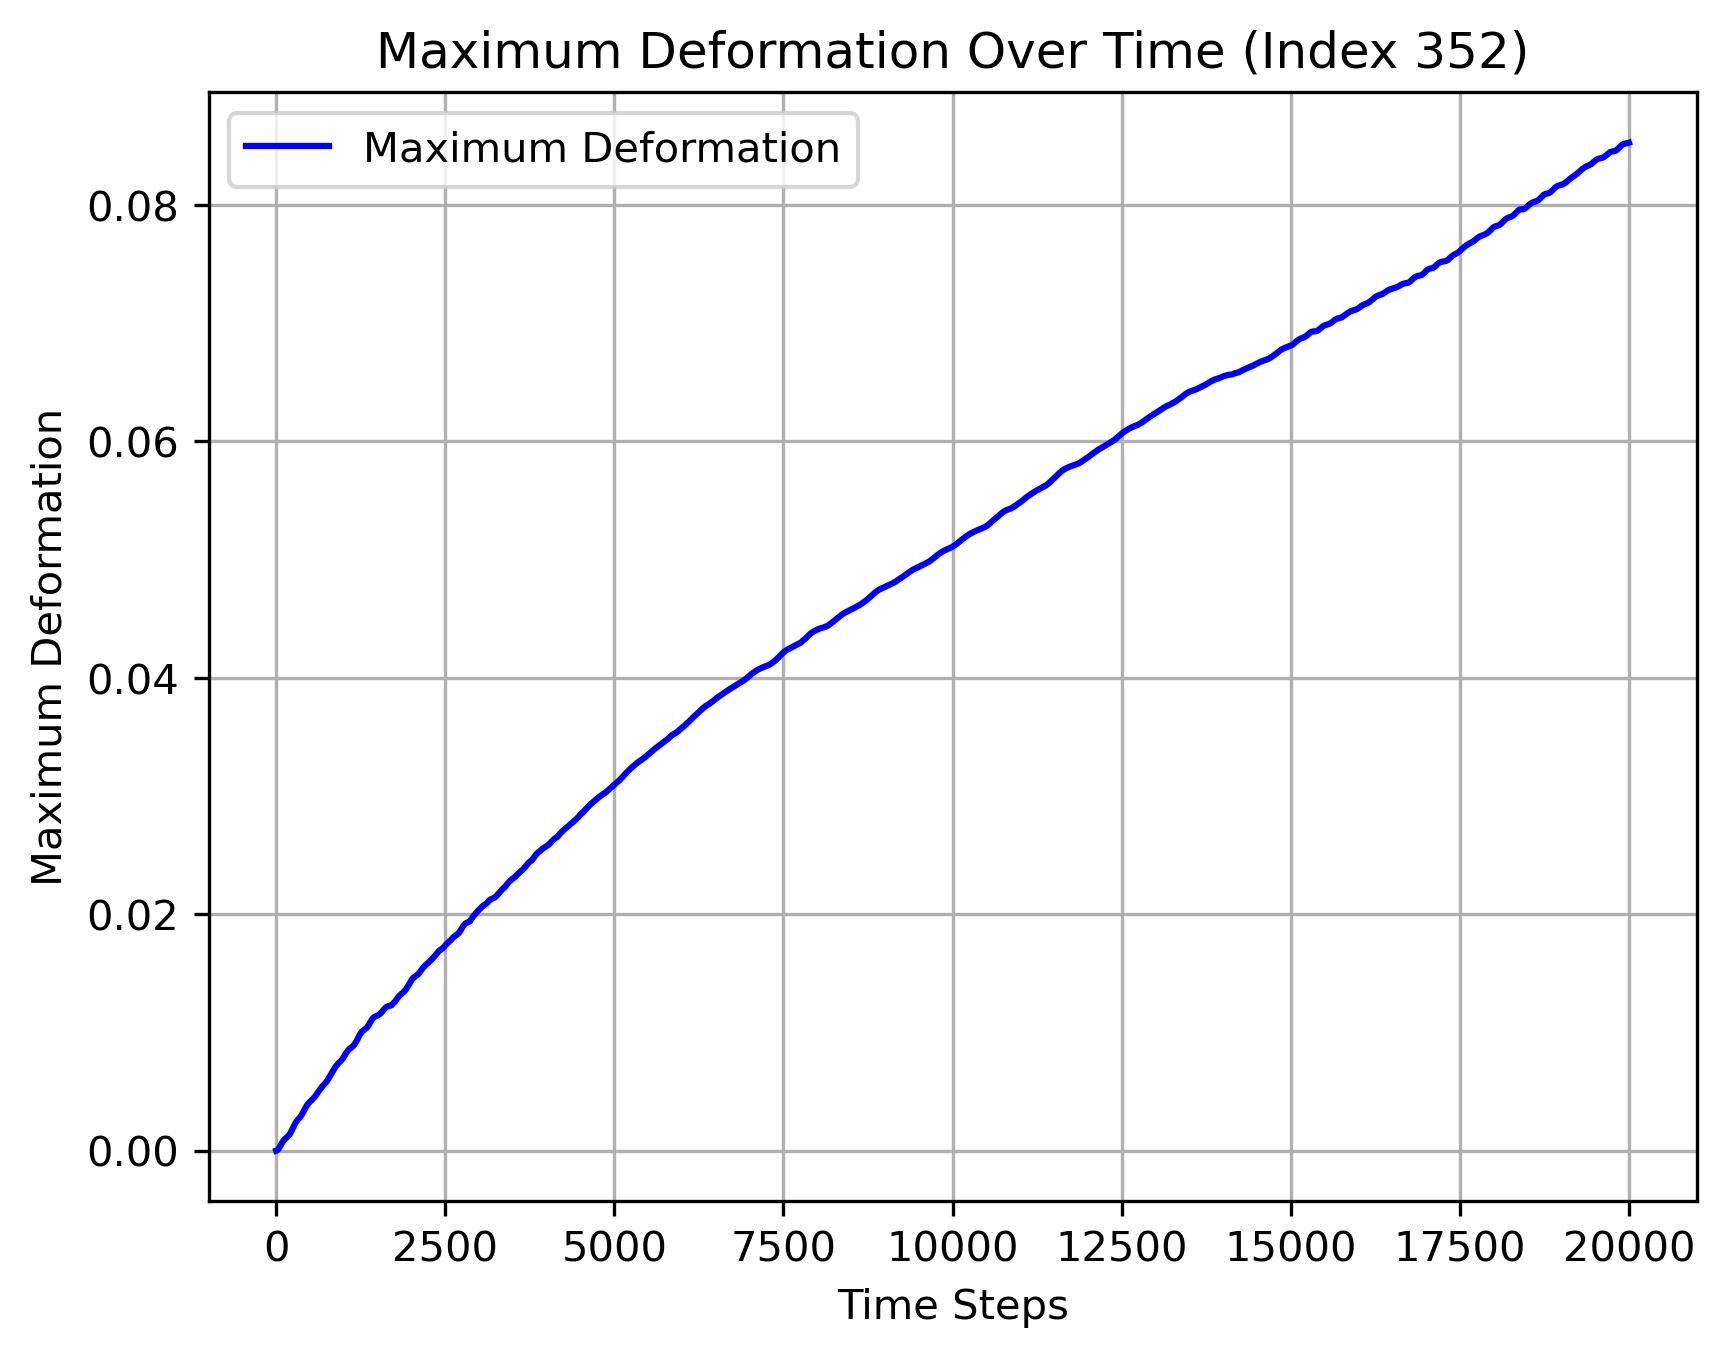 Maximum Deformation Over Time (Index 352)
Maximum Deformation
0.08
0.06
0.04
0.02
0.00
Maximum Deformation
0 2500 5000 7500 10000 12500 15000 17500 20000
Time Steps